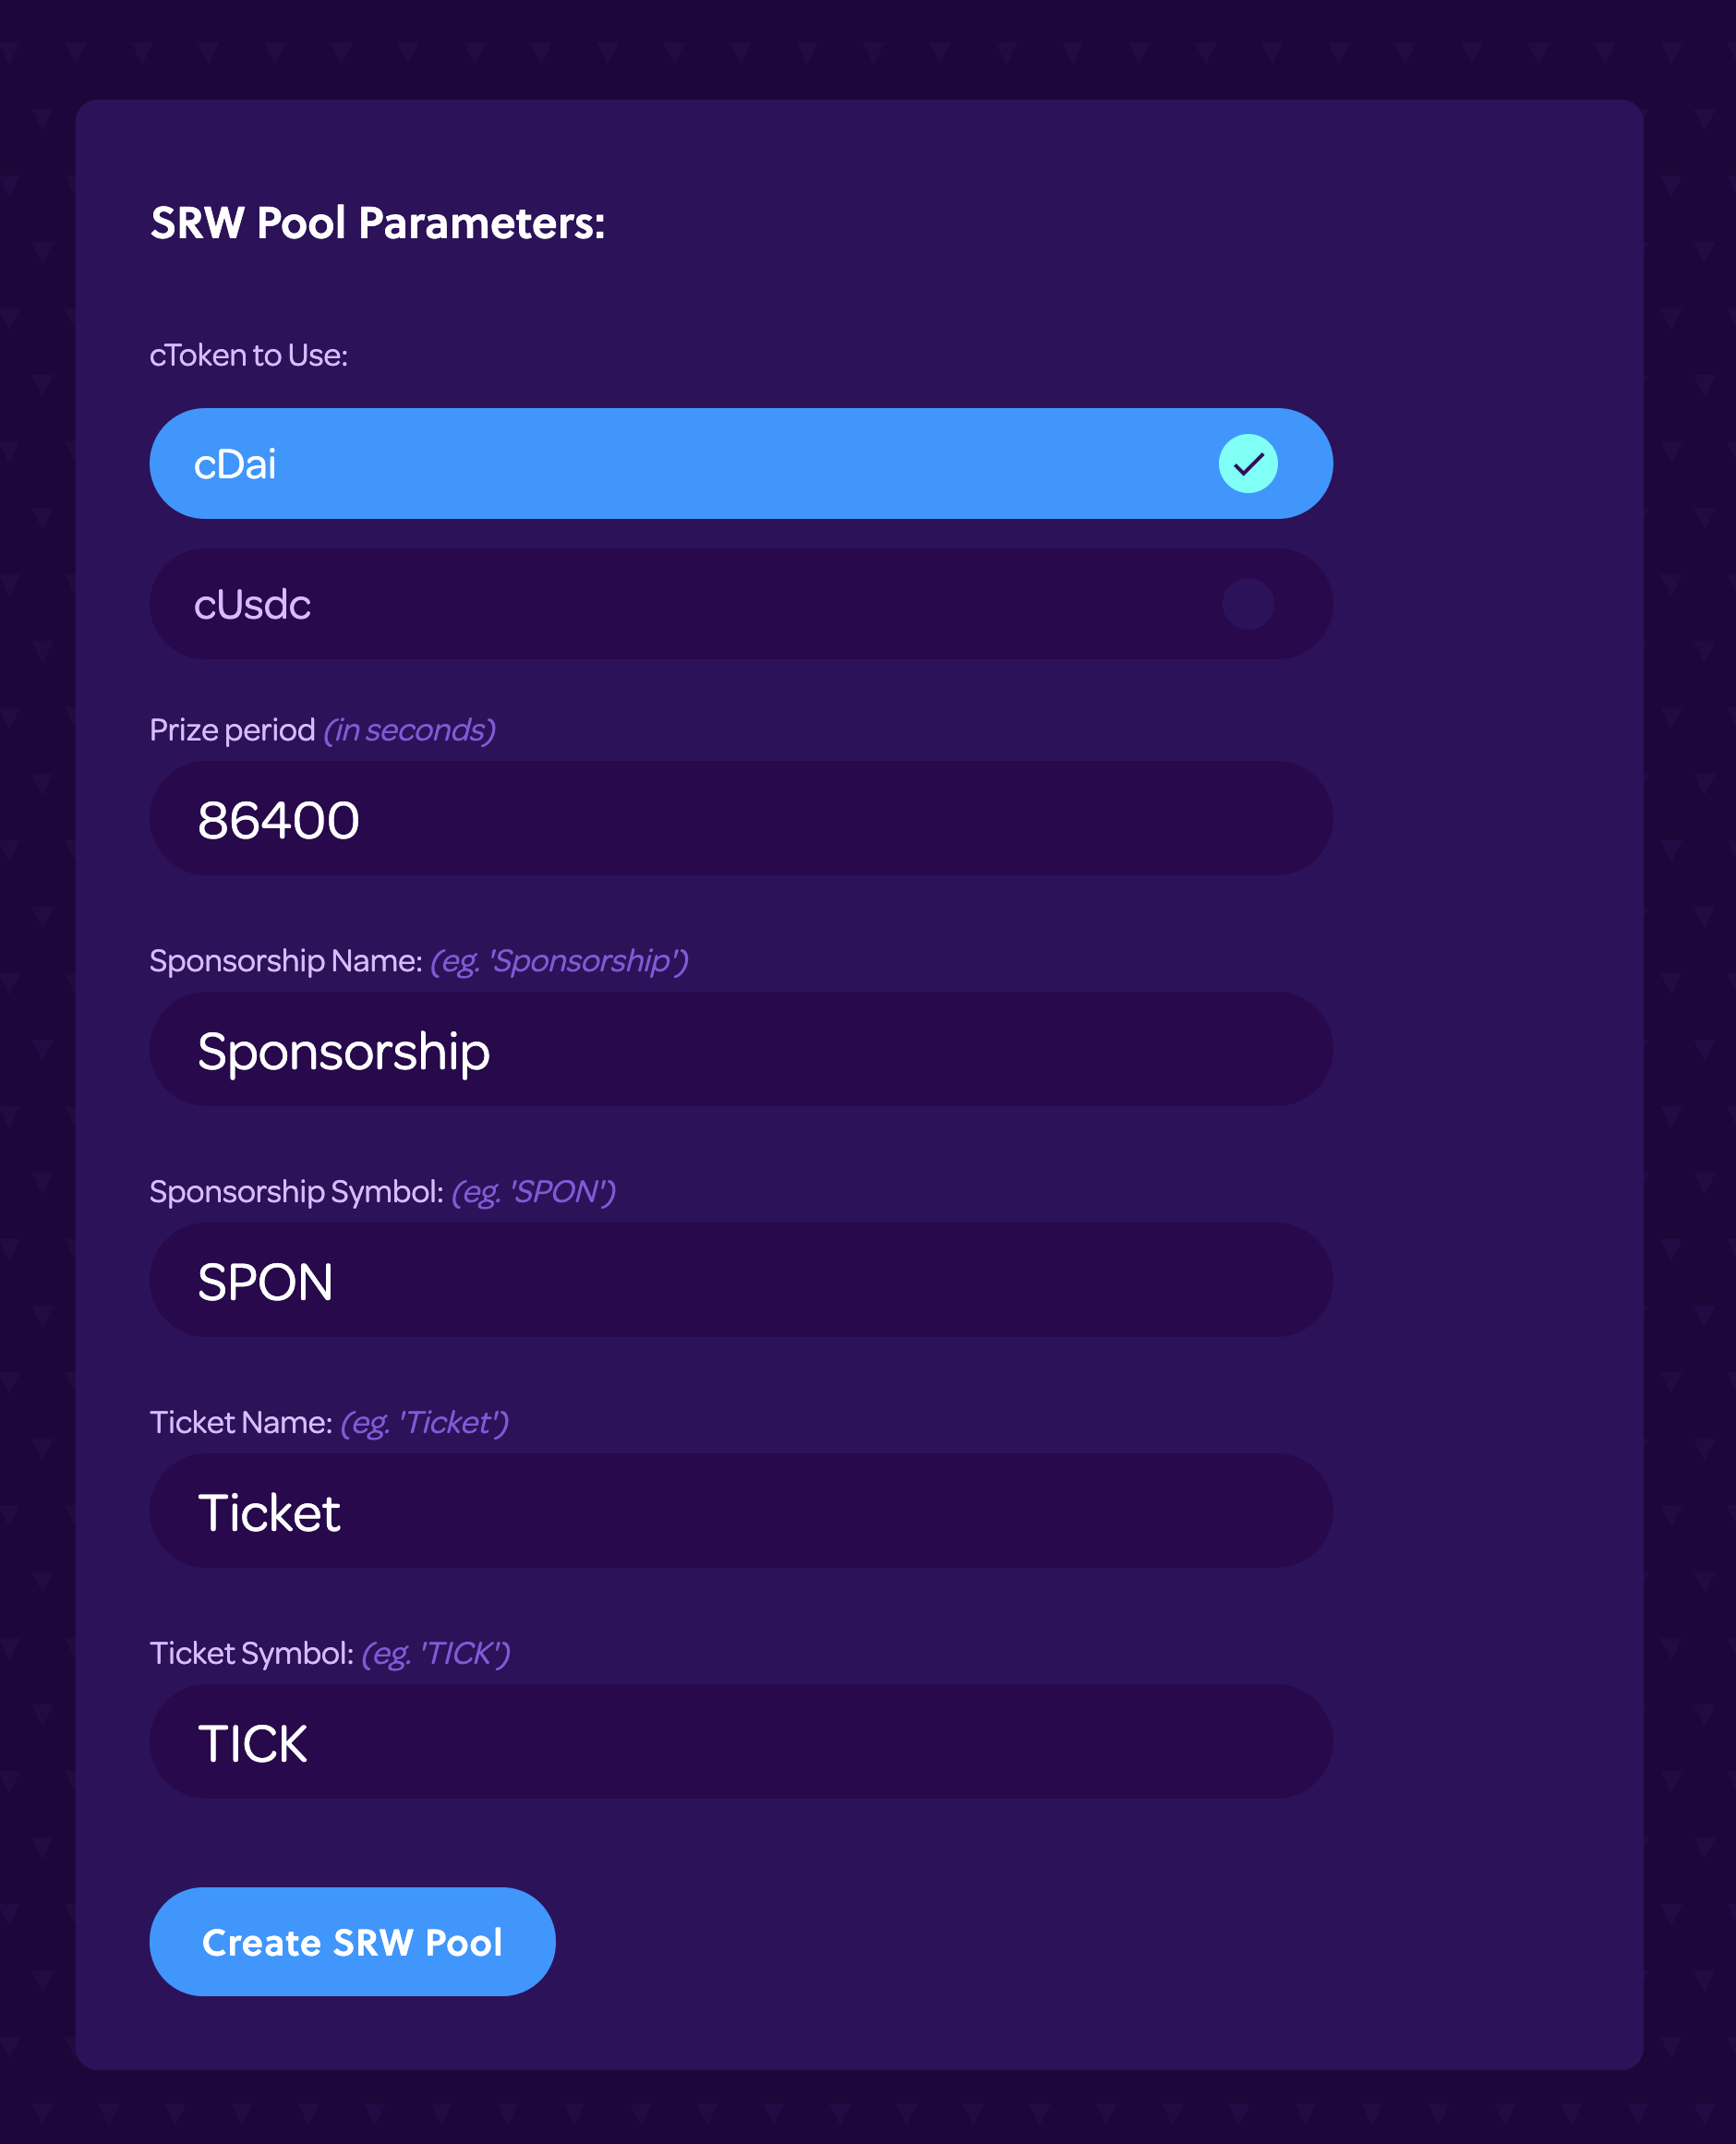 SRW Pool Parameters:
cToken to Use:
cDai
cUsdc
Prize period (in seconds)
86400
Sponsorship Name: (eg. 'Sponsorship')
Sponsorship
Sponsorship Symbol: (eg. 'SPON')
SPON
Ticket Name: (eg. 'Ticket')
Ticket
Ticket Symbol: (eg. 'TICK')
TICK
Create SRW Pool